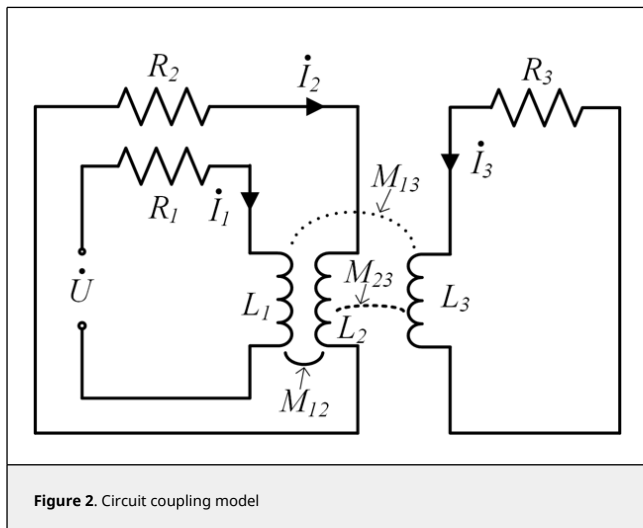 R2
İ2
R3
R1
İ1
İ3
M13
U̇
L1
M23
L2
L3
M12
Figure 2. Circuit coupling model